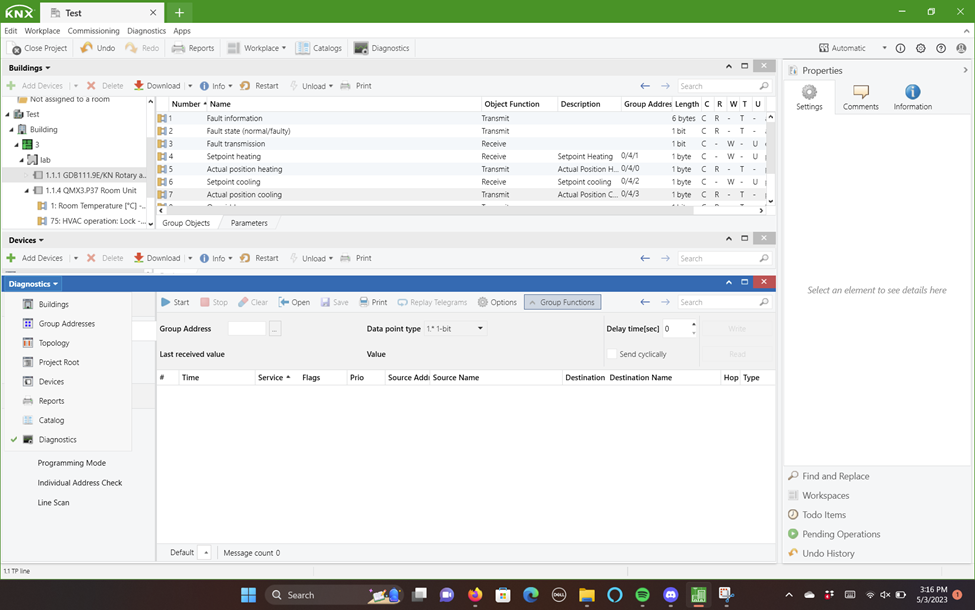 KNX Test
Edit Workplace Commissioning Diagnostics Apps
Close Project Undo Redo Reports Workplace Catalogs Diagnostics Automatic
Buildings
Add Devices Delete Download Info Restart Unload Print Search
Not assigned to a room
Test
Building
3
lab
1.1.1 GDB111.9E/KN Rotary a...
1.1.4 QMX3.P37 Room Unit
1: Room Temperature [°C] -...
75: HVAC operation: Lock -...
Number Name Object Function Description Group Addres Length C R W T U
1 Fault information Transmit 6 bytes C R - T -
2 Fault state (normal/faulty) Transmit 1 bit C R - T -
3 Fault transmission Receive 1 bit C - W - U
4 Setpoint heating Receive Setpoint Heating 0/4/1 1 byte C - W - U
5 Actual position heating Transmit Actual Position H... 0/4/0 1 byte C R - T -
6 Setpoint cooling Receive Setpoint cooling 0/4/2 1 byte C - W - U
7 Actual position cooling Transmit Actual Position C... 0/4/3 1 byte C R - T -
Group Objects Parameters
Devices
Add Devices Delete Download Info Restart Unload Print Search
Diagnostics
Buildings
Group Addresses
Topology
Project Root
Devices
Reports
Catalog
Diagnostics
Programming Mode
Individual Address Check
Line Scan
Start Stop Clear Open Save Print Replay Telegrams Options Group Functions Search
Group Address ... Data point type 1.* 1-bit Delay time[sec] 0 Write
Last received value Value Send cyclically Read
# Time Service Flags Prio Source Addr Source Name Destination Destination Name Hop Type
Default Message count 0
Properties
Settings Comments Information
Select an element to see details here
Find and Replace
Workspaces
Todo Items
Pending Operations
Undo History
1.1 TP line
Search
DELL
3:16 PM
5/3/2023
1